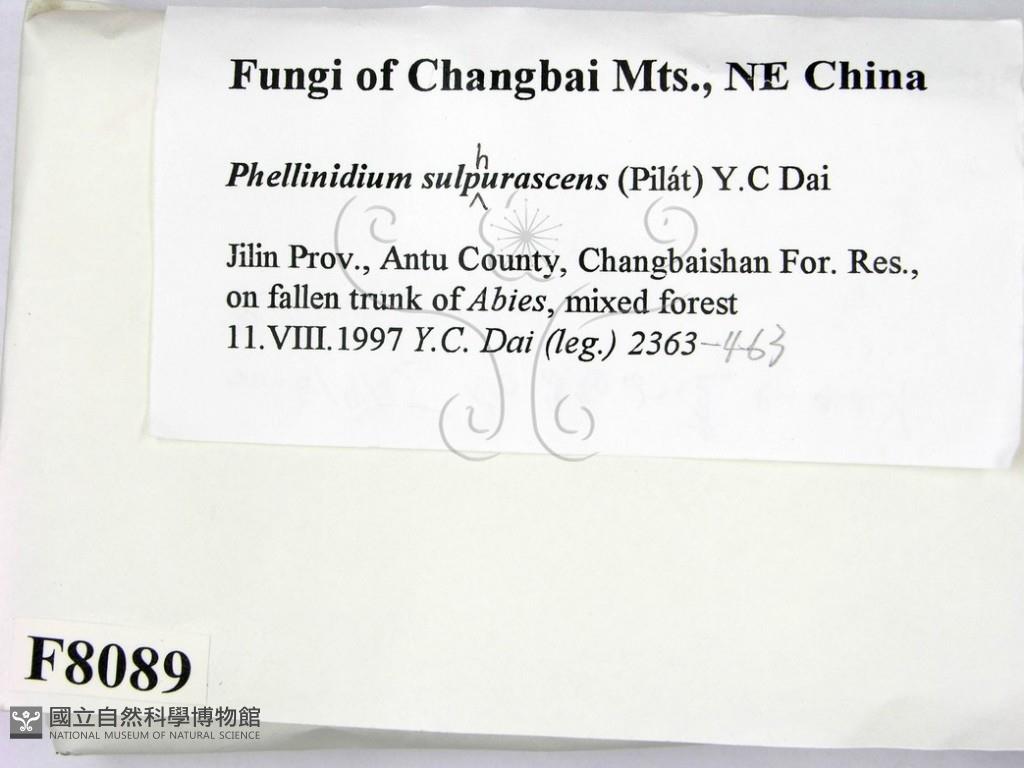 Fungi of Changbai Mts., NE China
h
Phellinidium sulpurascens (Pilát) Y.C Dai
^
Jilin Prov., Antu County, Changbaishan For. Res.,
on fallen trunk of Abies, mixed forest
11.VIII.1997 Y.C. Dai (leg.) 2363-463
F8089
國立自然科學博物館
NATIONAL MUSEUM OF NATURAL SCIENCE